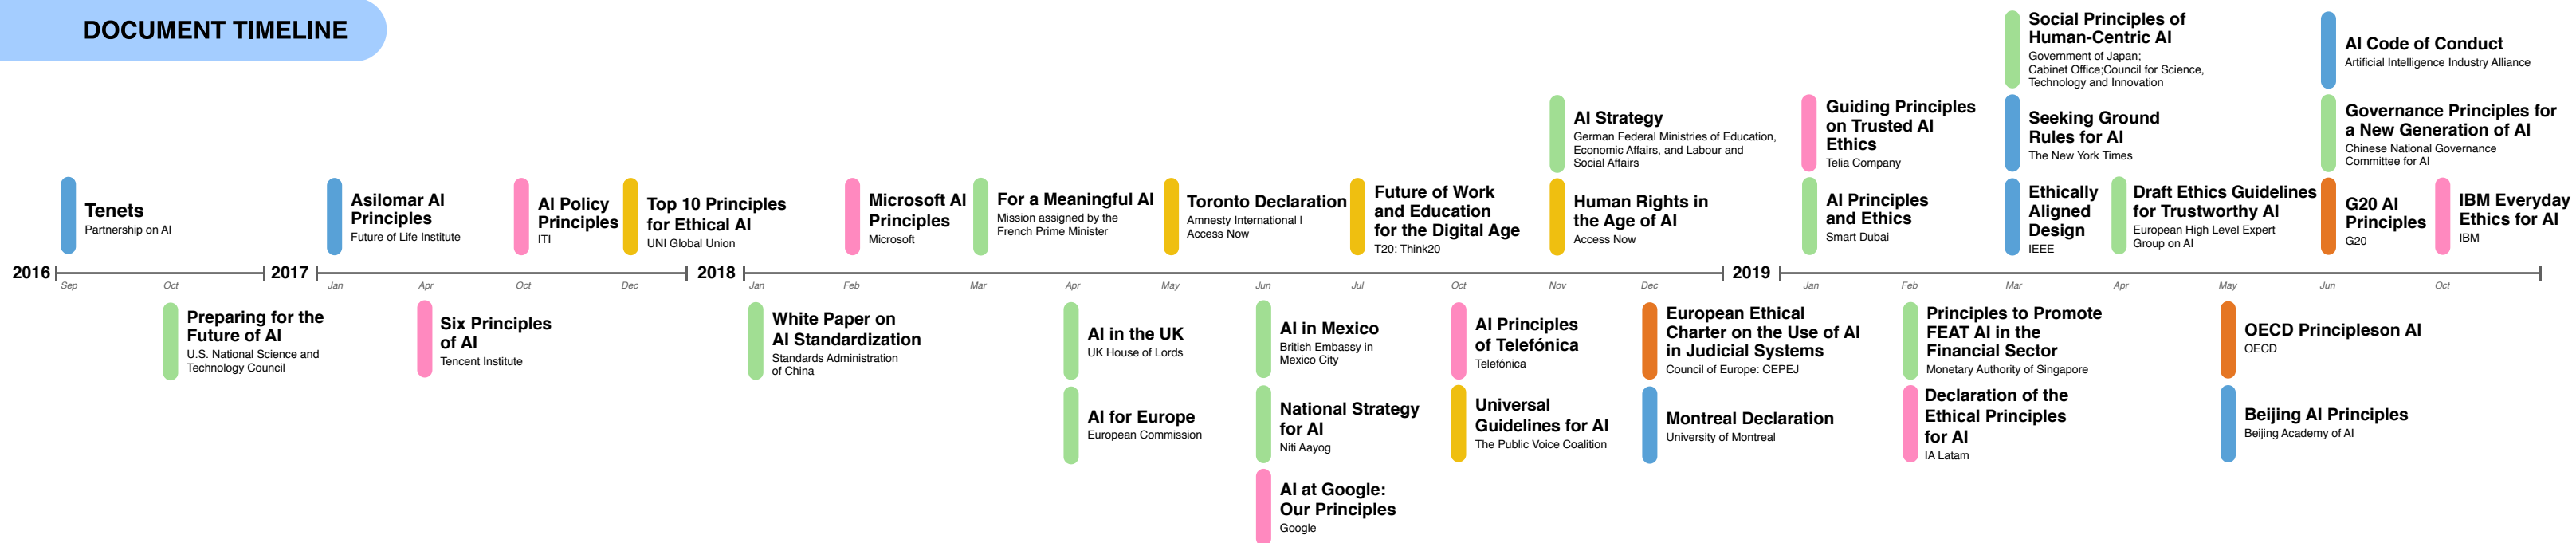 DOCUMENT TIMELINE
Social Principles of
Human-Centric AI
Government of Japan;
Cabinet Office;Council for Science,
Technology and Innovation
AI Code of Conduct
Artificial Intelligence Industry Alliance
AI Strategy
German Federal Ministries of Education,
Economic Affairs, and Labour and
Social Affairs
Guiding Principles
on Trusted AI
Ethics
Telia Company
Seeking Ground
Rules for AI
The New York Times
Governance Principles for
a New Generation of AI
Chinese National Governance
Committee for AI
Tenets
Partnership on AI
Asilomar AI
Principles
Future of Life Institute
AI Policy
Principles
ITI
Top 10 Principles
for Ethical AI
UNI Global Union
Microsoft AI
Principles
Microsoft
For a Meaningful AI
Mission assigned by the
French Prime Minister
Toronto Declaration
Amnesty International |
Access Now
Future of Work
and Education
for the Digital Age
T20: Think20
Human Rights in
the Age of AI
Access Now
AI Principles
and Ethics
Smart Dubai
Ethically
Aligned
Design
IEEE
Draft Ethics Guidelines
for Trustworthy AI
European High Level Expert
Group on AI
G20 AI
Principles
G20
IBM Everyday
Ethics for AI
IBM
2016
2017
2018
2019
Sep
Oct
Jan
Apr
Oct
Dec
Jan
Feb
Mar
Apr
May
Jun
Jul
Oct
Nov
Dec
Jan
Feb
Mar
Apr
May
Jun
Oct
Preparing for the
Future of AI
U.S. National Science and
Technology Council
Six Principles
of AI
Tencent Institute
White Paper on
AI Standardization
Standards Administration
of China
AI in the UK
UK House of Lords
AI in Mexico
British Embassy in
Mexico City
AI Principles
of Telefónica
Telefónica
European Ethical
Charter on the Use of AI
in Judicial Systems
Council of Europe: CEPEJ
Principles to Promote
FEAT AI in the
Financial Sector
Monetary Authority of Singapore
OECD Principleson AI
OECD
AI for Europe
European Commission
National Strategy
for AI
Niti Aayog
Universal
Guidelines for AI
The Public Voice Coalition
Montreal Declaration
University of Montreal
Declaration of the
Ethical Principles
for AI
IA Latam
Beijing AI Principles
Beijing Academy of AI
AI at Google:
Our Principles
Google